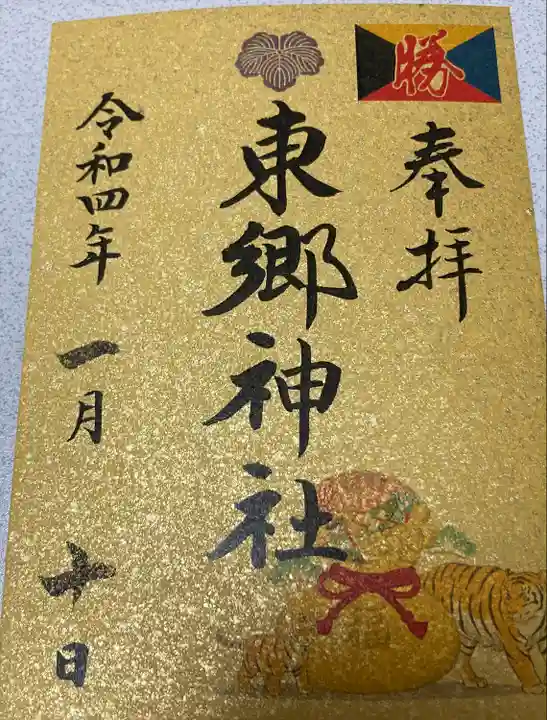 勝
奉拝
東郷神社
令和四年 一月 十日